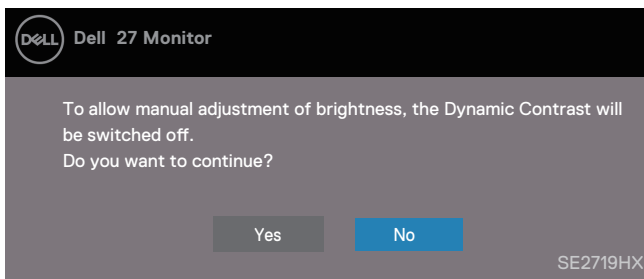 DELL Dell 27 Monitor
To allow manual adjustment of brightness, the Dynamic Contrast will
be switched off.
Do you want to continue?
Yes No
SE2719HX